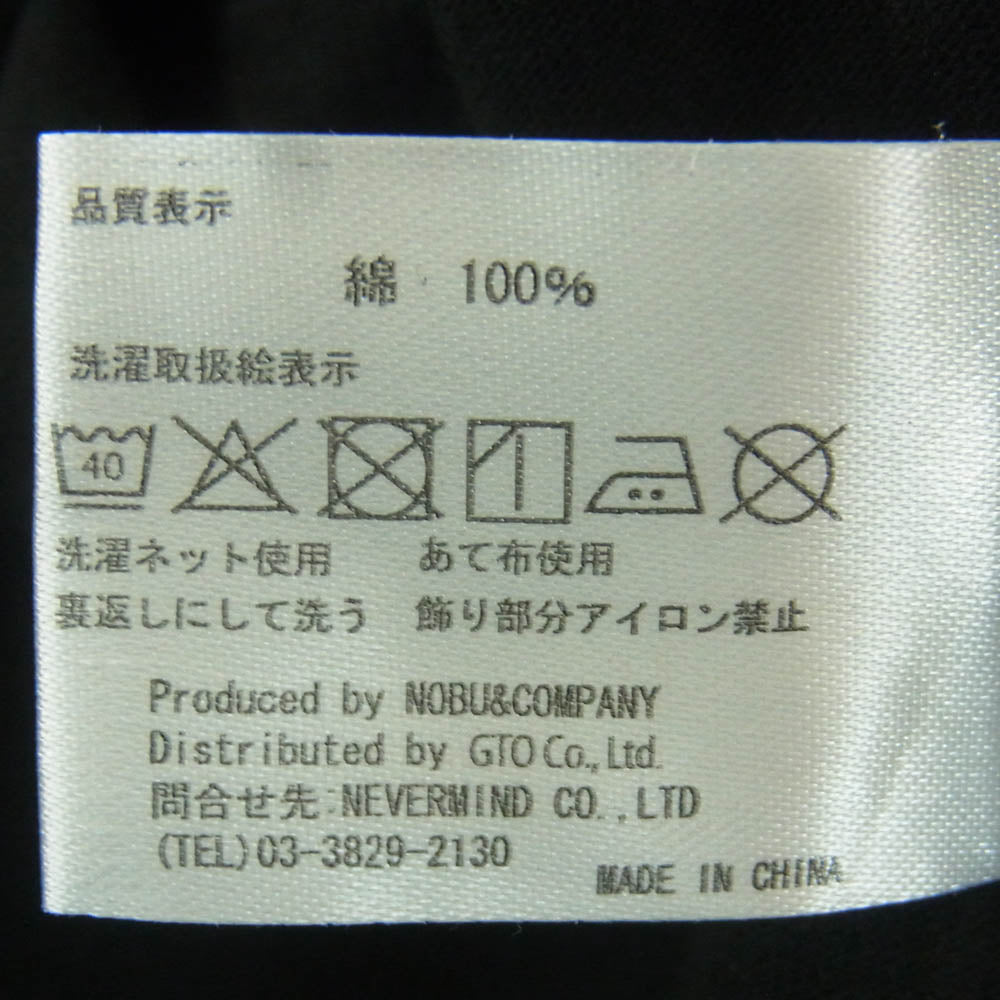 品質表示
綿 100%
洗濯取扱絵表示
40
洗濯ネット使用 あて布使用
裏返しにして洗う 飾り部分アイロン禁止
Produced by NOBU&COMPANY
Distributed by GTO Co., Ltd.
問合せ先:NEVERMIND CO.,LTD
(TEL)03-3829-2130
MADE IN CHINA